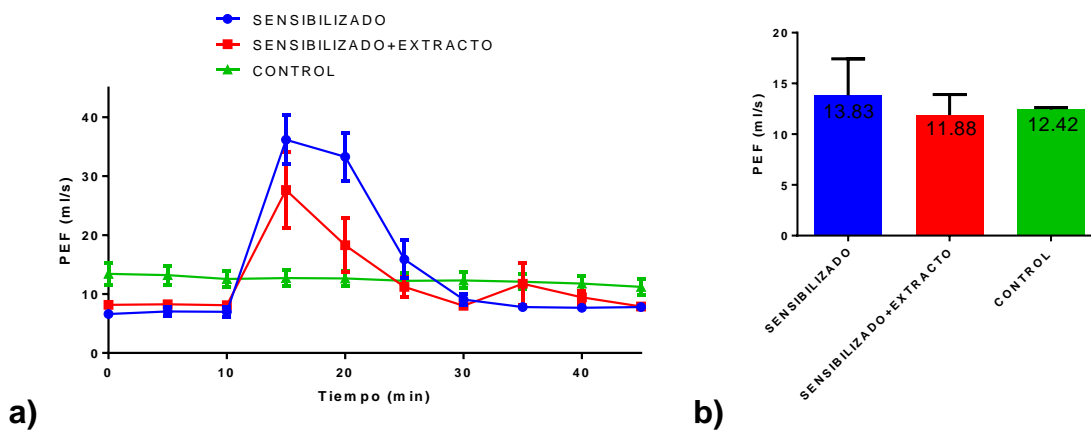 SENSIBILIZADO
SENSIBILIZADO+EXTRACTO
CONTROL
PEF (ml/s)
40
30
20
10
0
0
10
20
30
40
Tiempo (min)
a)
PEF (ml/s)
20
15
10
5
0
13.83
11.88
12.42
SENSIBILIZADO
SENSIBILIZADO+EXTRACTO
CONTROL
b)